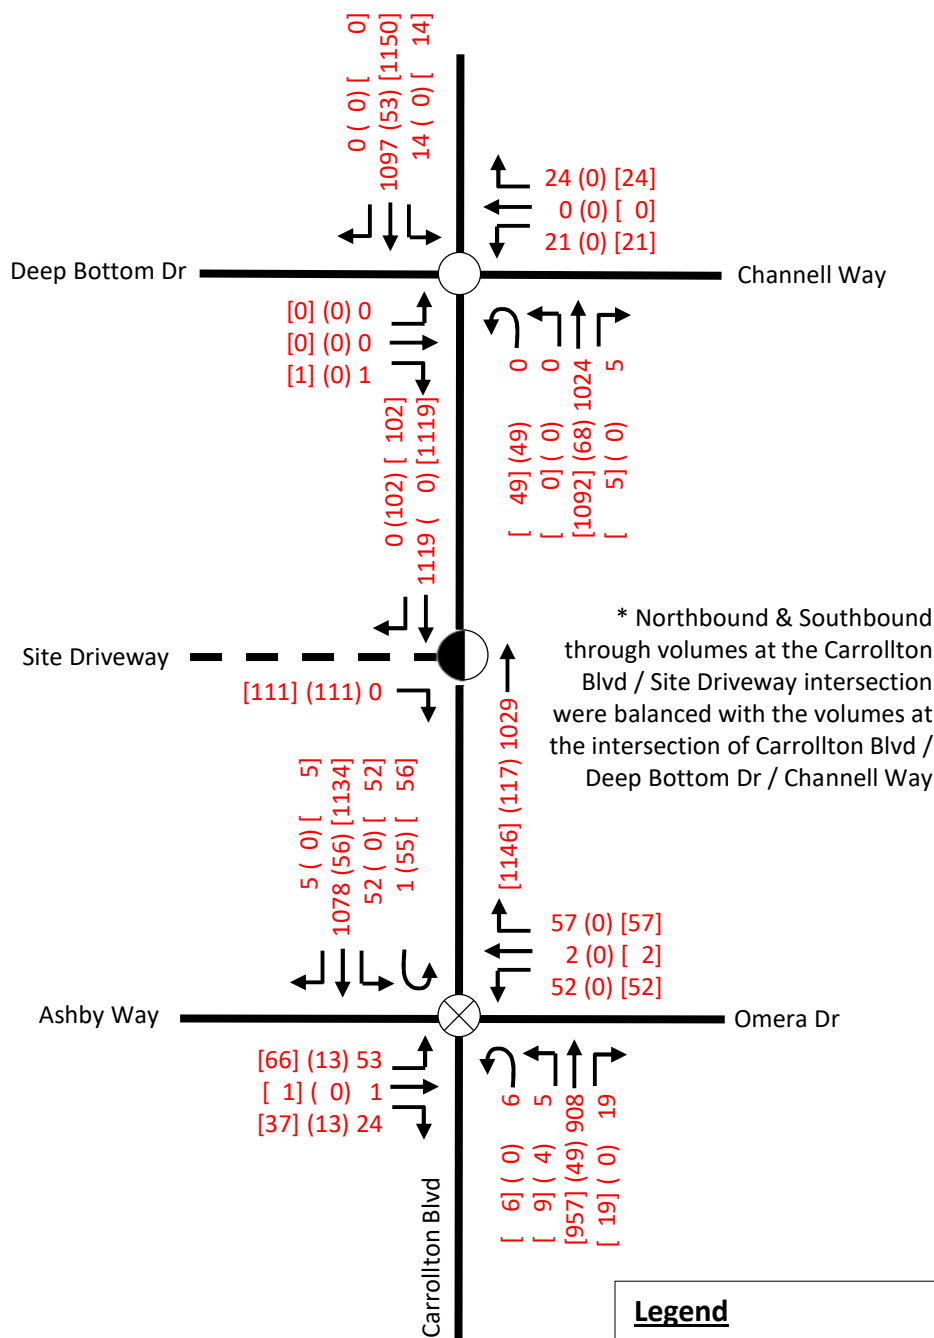 0 ( 0) [ 0]
1097 (53) [1150]
14 ( 0) [ 14]
24 (0) [24]
0 (0) [ 0]
21 (0) [21]
Deep Bottom Dr
Channell Way
[0] (0) 0
[0] (0) 0
[1] (0) 1
[ 49] (49) 0
[ 0] ( 0) 0
[1092] (68) 1024
[ 5] ( 0) 5
0 (102) [ 102]
1119 ( 0) [1119]
* Northbound & Southbound
through volumes at the Carrollton
Blvd / Site Driveway intersection
were balanced with the volumes at
the intersection of Carrollton Blvd /
Deep Bottom Dr / Channell Way
Site Driveway
[111] (111) 0
[1146] (117) 1029
5 ( 0) [ 5]
1078 (56) [1134]
52 ( 0) [ 52]
1 (55) [ 56]
57 (0) [57]
2 (0) [ 2]
52 (0) [52]
Ashby Way
Omera Dr
[66] (13) 53
[ 1] ( 0) 1
[37] (13) 24
[ 6] ( 0) 6
[ 9] ( 4) 5
[957] (49) 908
[ 19] ( 0) 19
Carrollton Blvd
Legend